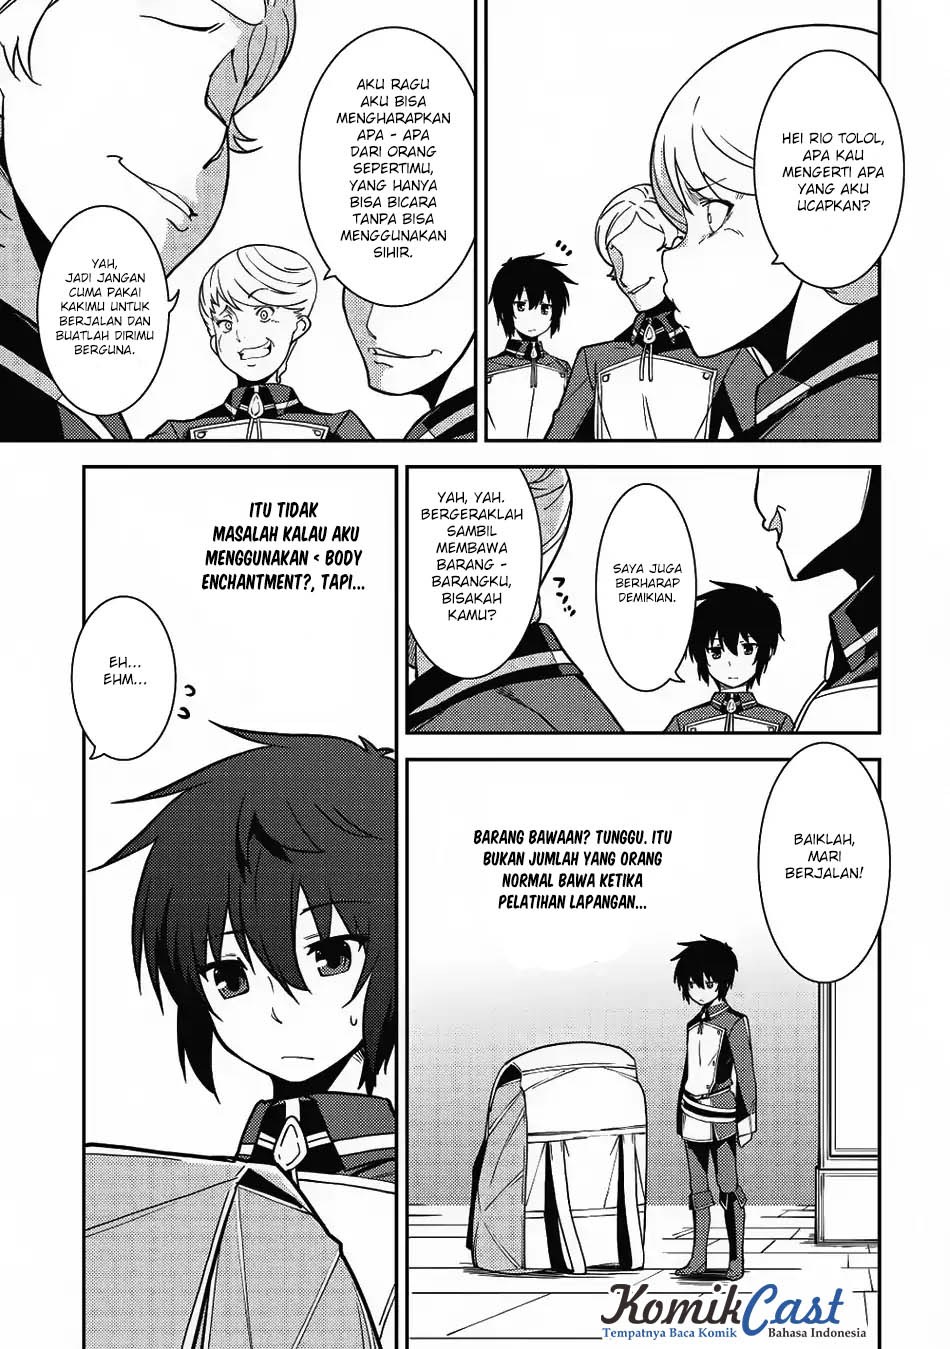 HEI RIO TOLOL,
APA KAU
MENGERTI APA
YANG AKU
UCAPKAN?
AKU RAGU
AKU BISA
MENGHARAPKAN
APA - APA
DARI ORANG
SEPERTIMU,
YANG HANYA
BISA BICARA
TANPA BISA
MENGGUNAKAN
SIHIR.
YAH,
JADI JANGAN
CUMA PAKAI
KAKIMU UNTUK
BERJALAN DAN
BUATLAH DIRIMU
BERGUNA.
SAYA JUGA
BERHARAP
DEMIKIAN.
YAH, YAH.
BERGERAKLAH
SAMBIL
MEMBAWA
BARANG -
BARANGKU,
BISAKAH
KAMU?
BAIKLAH,
MARI
BERJALAN!
BARANG BAWAAN? TUNGGU. ITU
BUKAN JUMLAH YANG ORANG
NORMAL BAWA KETIKA
PELATIHAN LAPANGAN...
ITU TIDAK
MASALAH KALAU AKU
MENGGUNAKAN < BODY
ENCHANTMENT?, TAPI...
EH...
EHM...
KomikCast
Tempatnya Baca Komik Bahasa Indonesia